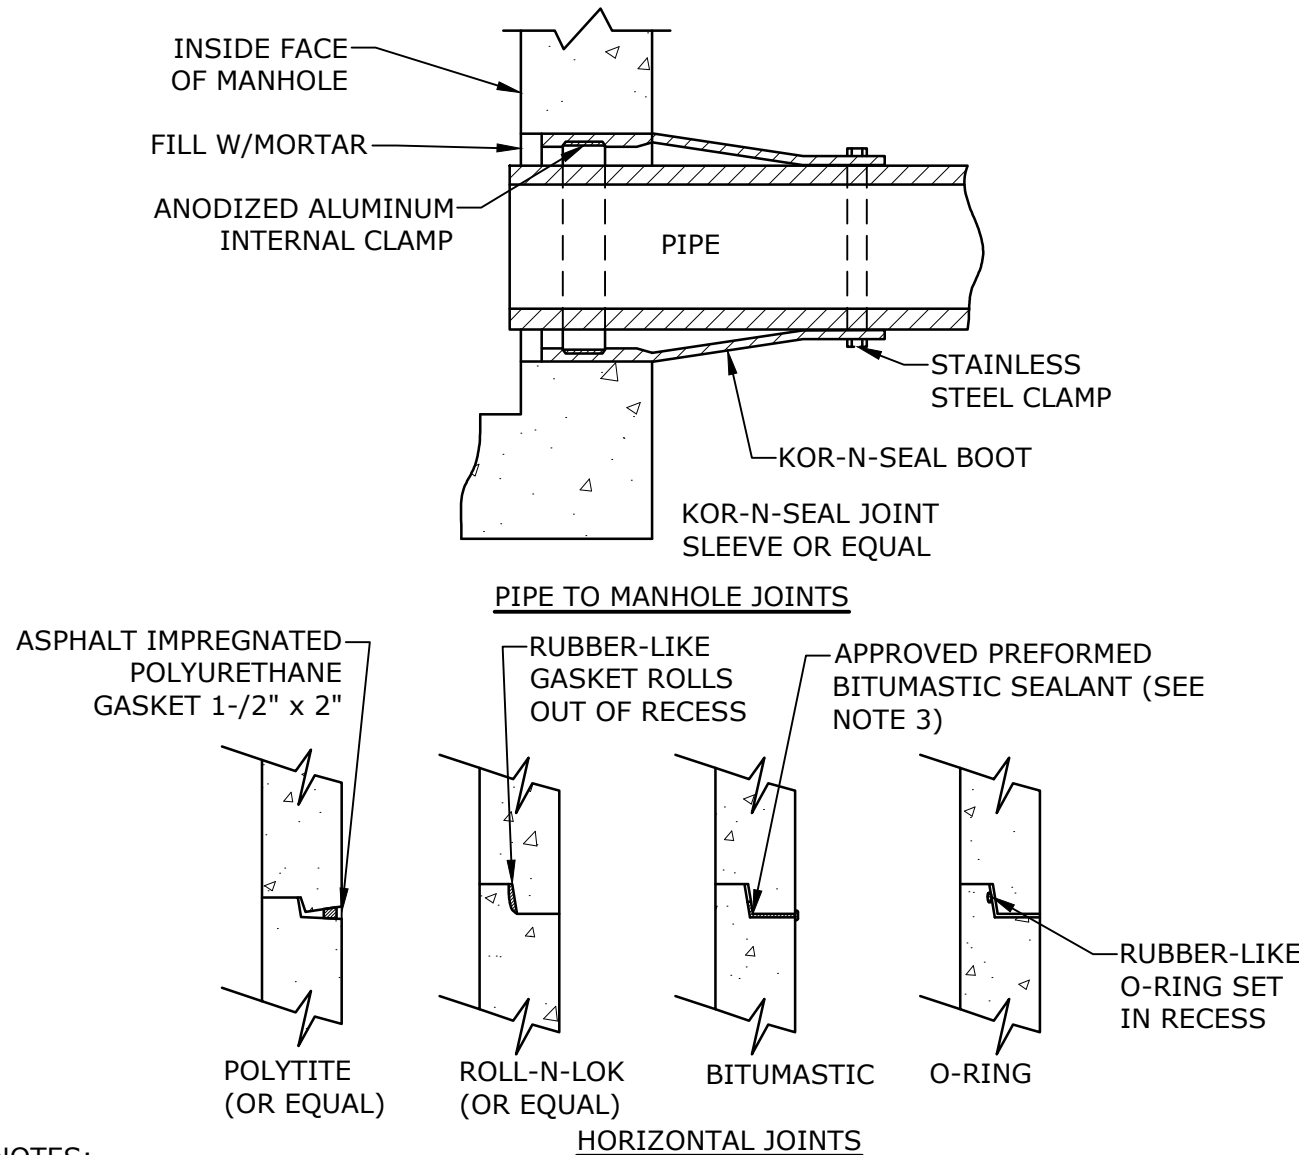 INSIDE FACE
OF MANHOLE
FILL W/MORTAR
ANODIZED ALUMINUM
INTERNAL CLAMP
PIPE
STAINLESS
STEEL CLAMP
KOR-N-SEAL BOOT
KOR-N-SEAL JOINT
SLEEVE OR EQUAL
PIPE TO MANHOLE JOINTS
ASPHALT IMPREGNATED
POLYURETHANE
GASKET 1-/2" x 2"
RUBBER-LIKE
GASKET ROLLS
OUT OF RECESS
APPROVED PREFORMED
BITUMASTIC SEALANT (SEE
NOTE 3)
RUBBER-LIKE
O-RING SET
IN RECESS
POLYTITE
(OR EQUAL)
ROLL-N-LOK
(OR EQUAL)
BITUMASTIC
O-RING
HORIZONTAL JOINTS
NOTES: